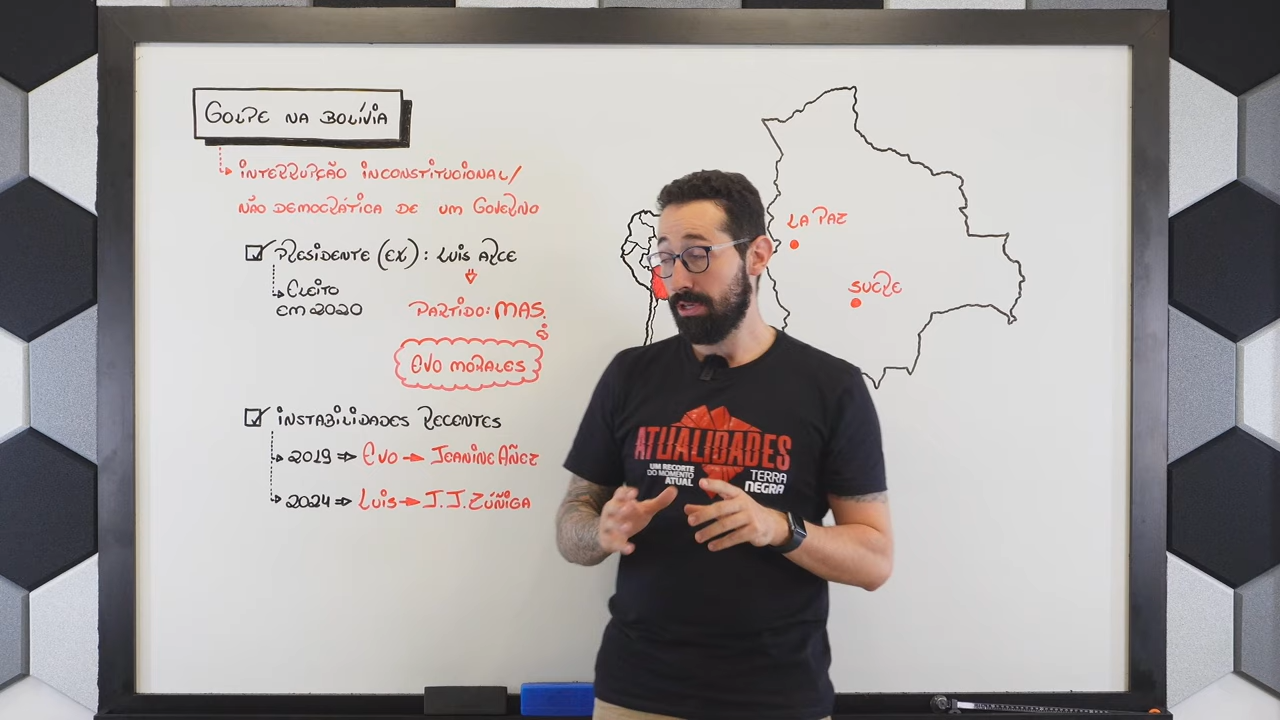 GOLPE NA BOLÍVIA
INTERRUPÇÃO INCONSTITUCIONAL/
NÃO DEMOCRÁTICA DE UM GOVERNO
PRESIDENTE (EX): LUIS ARCE
ELEITO
EM 2020
PARTIDO: MAS.
EVO MORALES
INSTABILIDADES RECENTES
2019 ⇒ EVO → JEANINE AÑEZ
2024 ⇒ LUIS → J.J.ZÚÑIGA
LA PAZ
SUCRE
ATUALIDADES
UM RECORTE
DO MOMENTO
ATUAL
TERRA
NEGRA